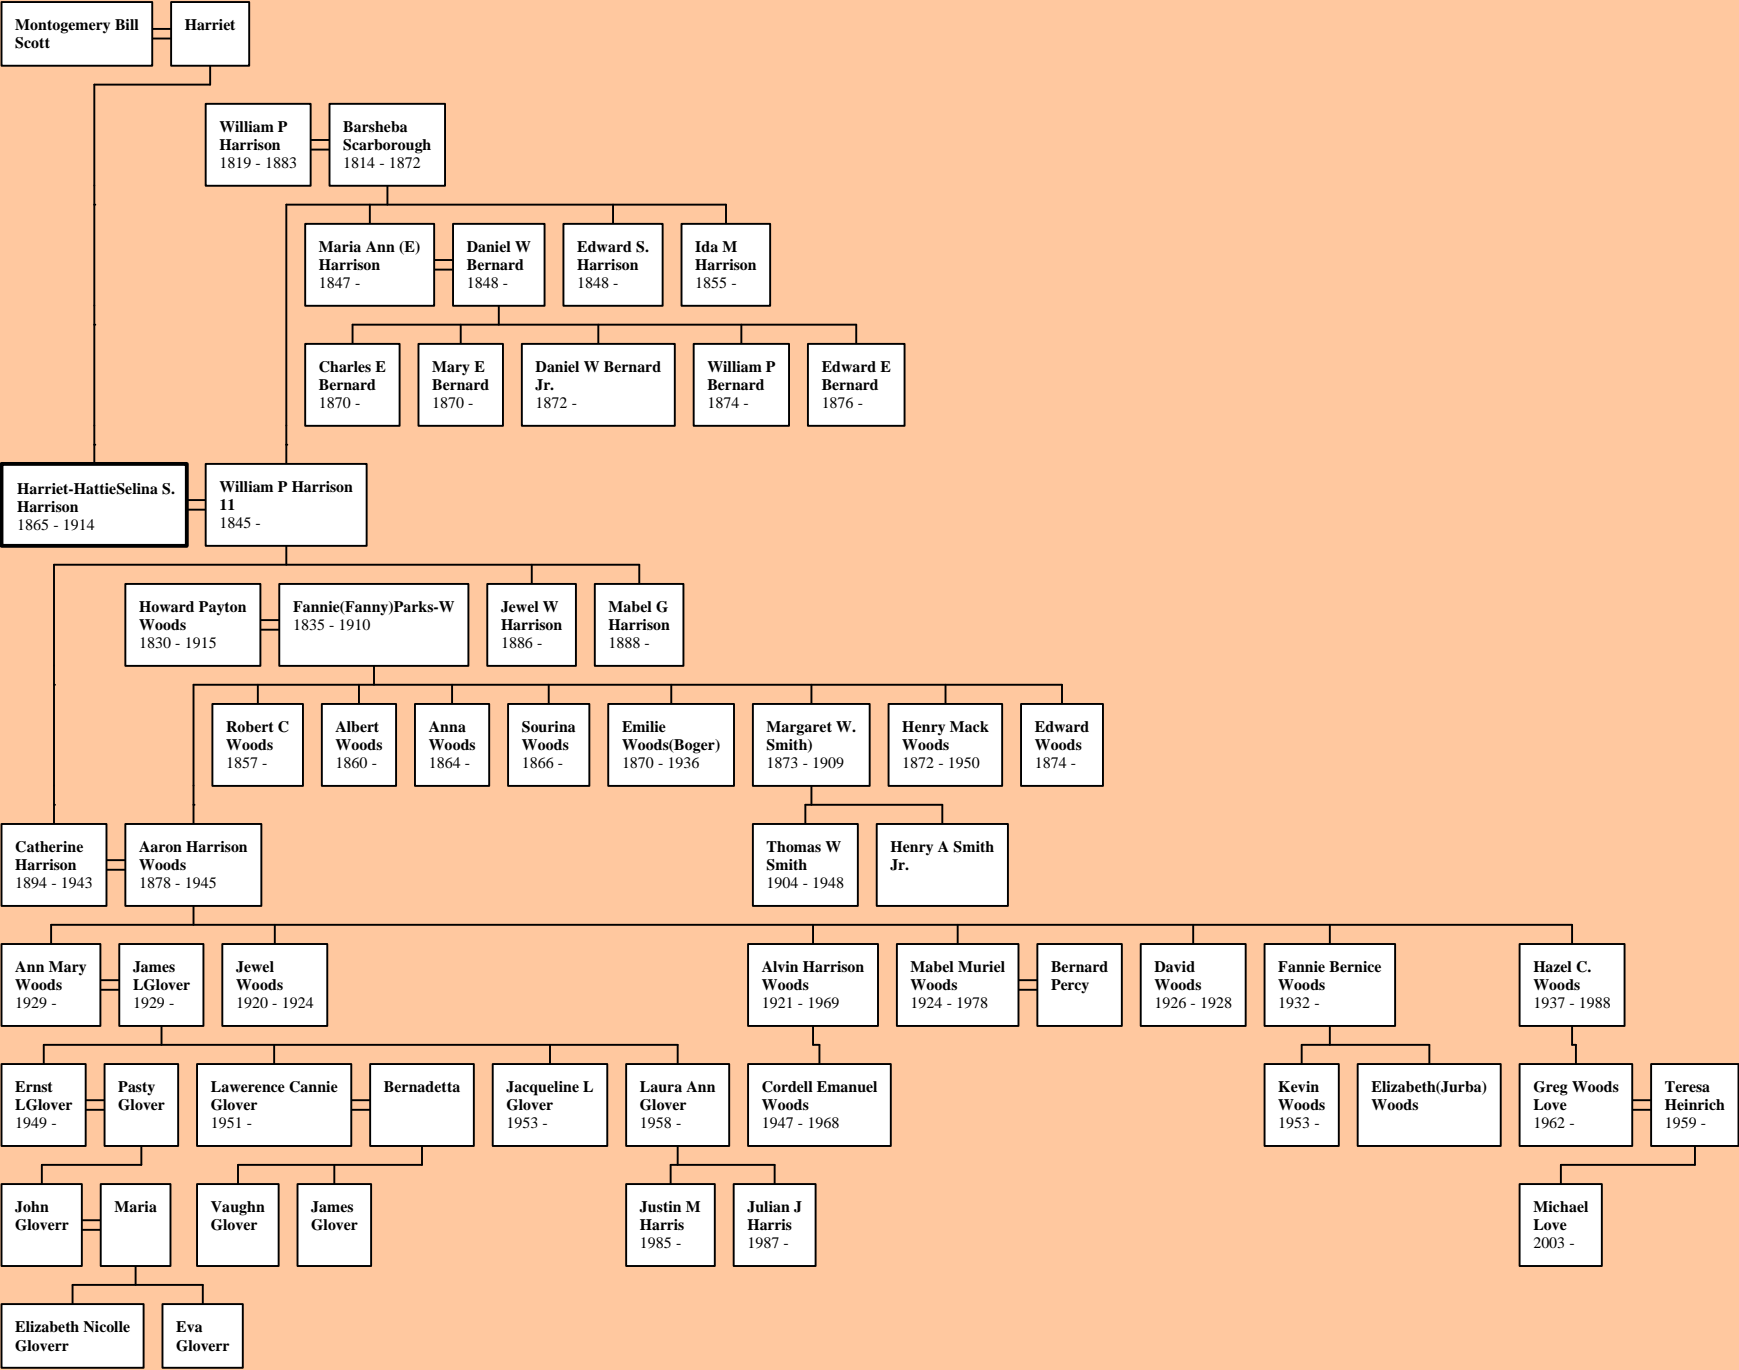 Montogemery Bill
Scott
Harriet
William P
Harrison
1819 - 1883
Barsheba
Scarborough
1814 - 1872
Maria Ann (E)
Harrison
1847 -
Daniel W
Bernard
1848 -
Edward S.
Harrison
1848 -
Ida M
Harrison
1855 -
Charles E
Bernard
1870 -
Mary E
Bernard
1870 -
Daniel W Bernard
Jr.
1872 -
William P
Bernard
1874 -
Edward E
Bernard
1876 -
Harriet-HattieSelina S.
Harrison
1865 - 1914
William P Harrison
11
1845 -
Howard Payton
Woods
1830 - 1915
Fannie(Fanny)Parks-W
1835 - 1910
Jewel W
Harrison
1886 -
Mabel G
Harrison
1888 -
Robert C
Woods
1857 -
Albert
Woods
1860 -
Anna
Woods
1864 -
Sourina
Woods
1866 -
Emilie
Woods(Boger)
1870 - 1936
Margaret W.
Smith)
1873 - 1909
Henry Mack
Woods
1872 - 1950
Edward
Woods
1874 -
Catherine
Harrison
1894 - 1943
Aaron Harrison
Woods
1878 - 1945
Thomas W
Smith
1904 - 1948
Henry A Smith
Jr.
Ann Mary
Woods
1929 -
James
LGlover
1929 -
Jewel
Woods
1920 - 1924
Alvin Harrison
Woods
1921 - 1969
Mabel Muriel
Woods
1924 - 1978
Bernard
Percy
David
Woods
1926 - 1928
Fannie Bernice
Woods
1932 -
Hazel C.
Woods
1937 - 1988
Ernst
LGlover
1949 -
Pasty
Glover
Lawerence Cannie
Glover
1951 -
Bernadetta
Jacqueline L
Glover
1953 -
Laura Ann
Glover
1958 -
Cordell Emanuel
Woods
1947 - 1968
Kevin
Woods
1953 -
Elizabeth(Jurba)
Woods
Greg Woods
Love
1962 -
Teresa
Heinrich
1959 -
John
Gloverr
Maria
Vaughn
Glover
James
Glover
Justin M
Harris
1985 -
Julian J
Harris
1987 -
Michael
Love
2003 -
Elizabeth Nicolle
Gloverr
Eva
Gloverr